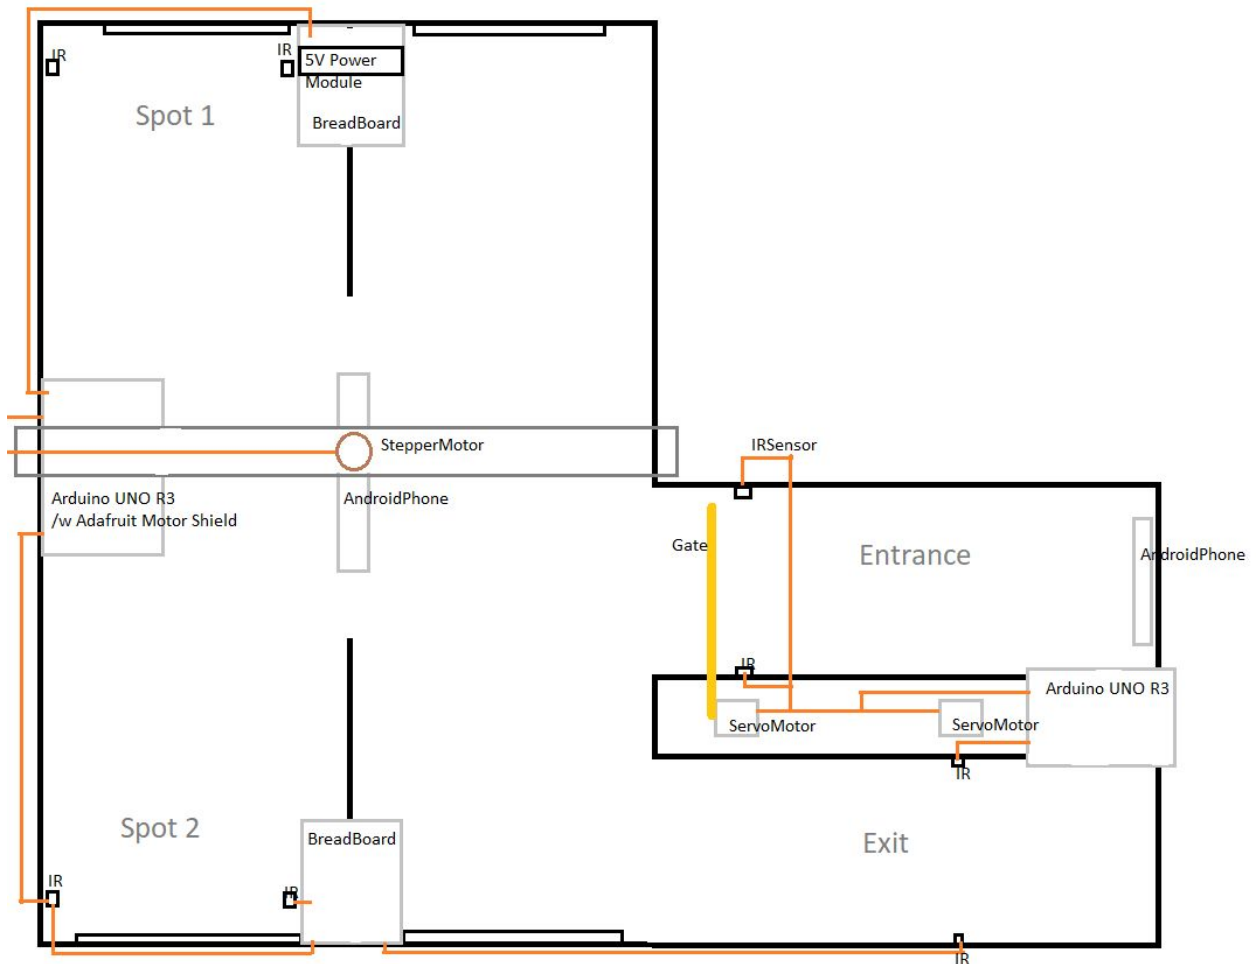 IR
IR
5V Power
Module
Spot 1
BreadBoard
StepperMotor
IRSensor
Arduino UNO R3
/w Adafruit Motor Shield
AndroidPhone
Gate
Entrance
AndroidPhone
IR
Arduino UNO R3
ServoMotor
ServoMotor
IR
Spot 2
BreadBoard
Exit
IR
IR
IR